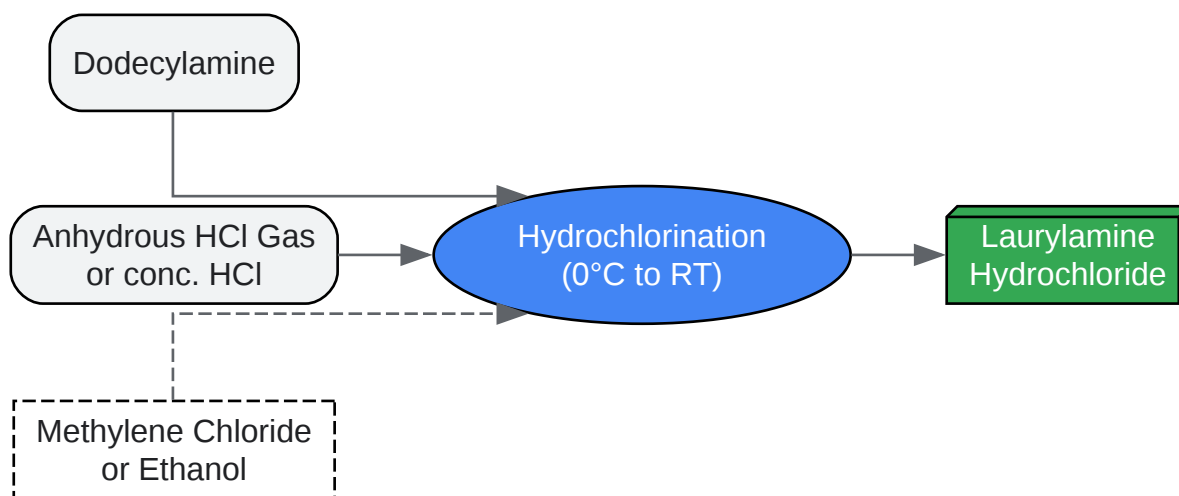 Dodecylamine
Anhydrous HCl Gas
or conc. HCl
Hydrochlorination
(0°C to RT)
Laurylamine
Hydrochloride
Methylene Chloride
or Ethanol